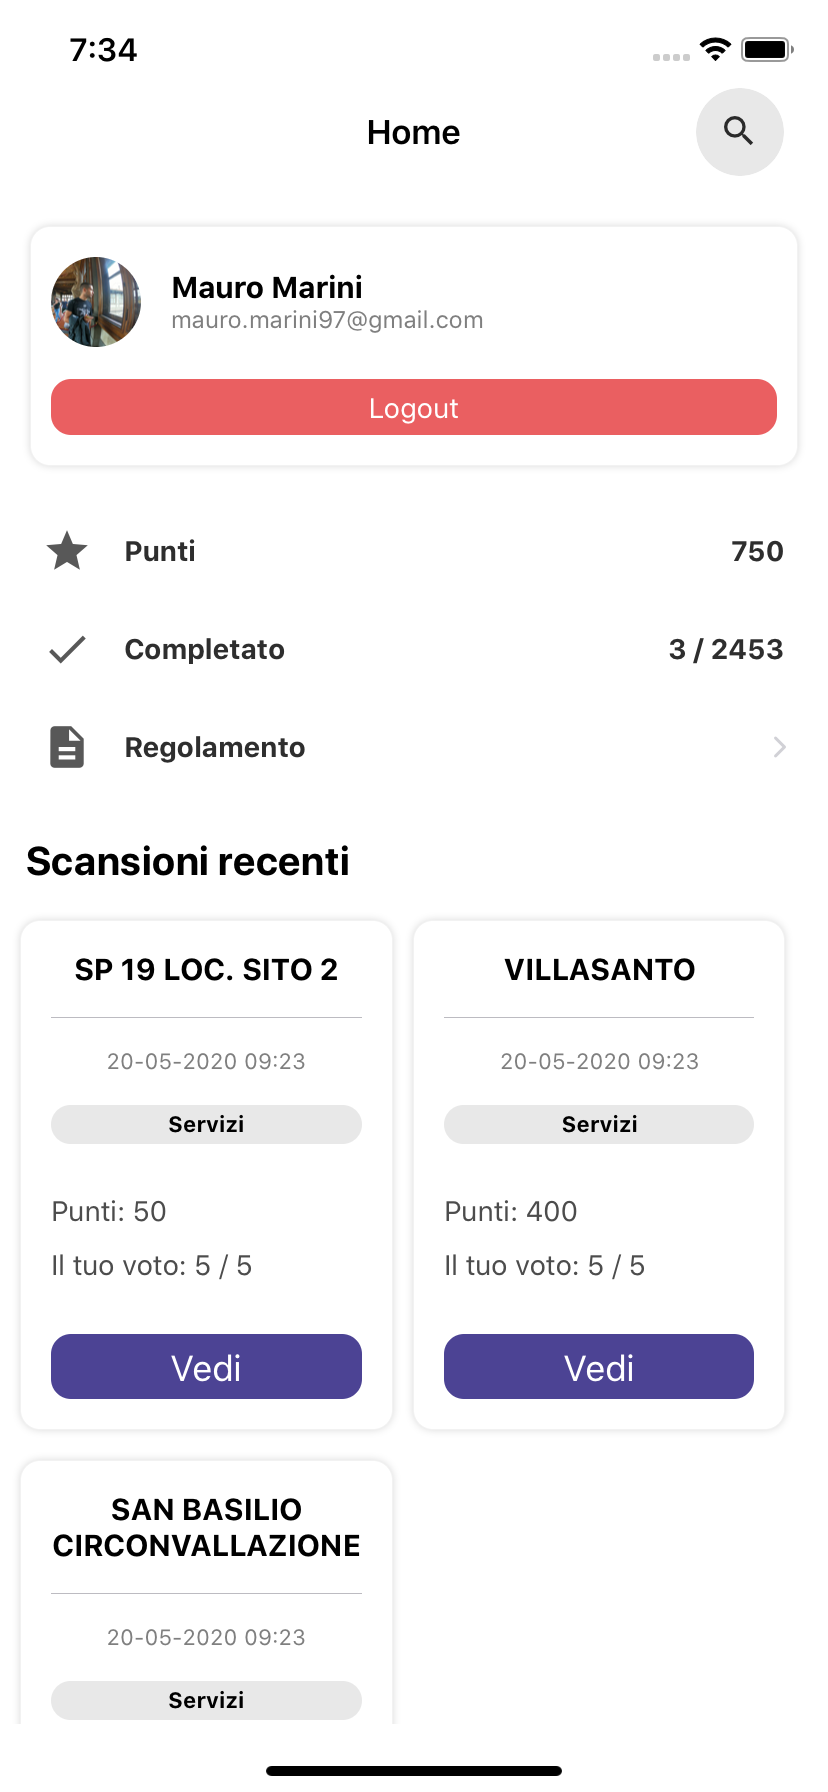 7:34
Home
Mauro Marini
mauro.marini97@gmail.com
Logout
Punti 750
Completato 3 / 2453
Regolamento
Scansioni recenti
SP 19 LOC. SITO 2
20-05-2020 09:23
Servizi
Punti: 50
Il tuo voto: 5 / 5
Vedi
VILLASANTO
20-05-2020 09:23
Servizi
Punti: 400
Il tuo voto: 5 / 5
Vedi
SAN BASILIO
CIRCONVALLAZIONE
20-05-2020 09:23
Servizi